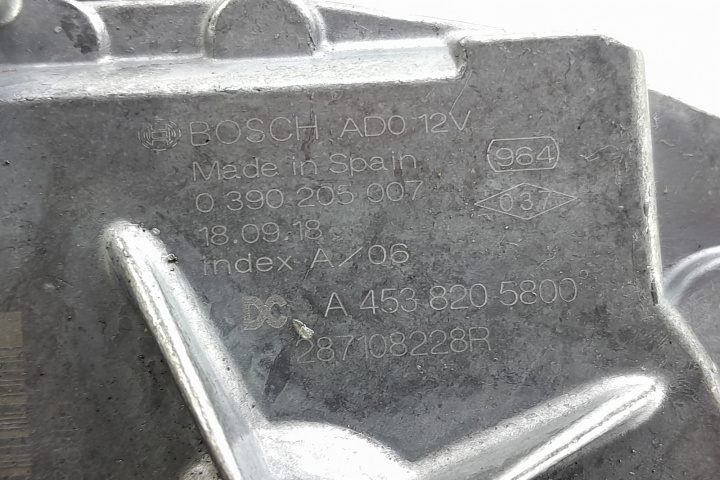 BOSCH ADO 12V
Made in Spain
964
0 390 205 007
037
18.09.18
index A/06
DC A 453 820 5800
287108228R